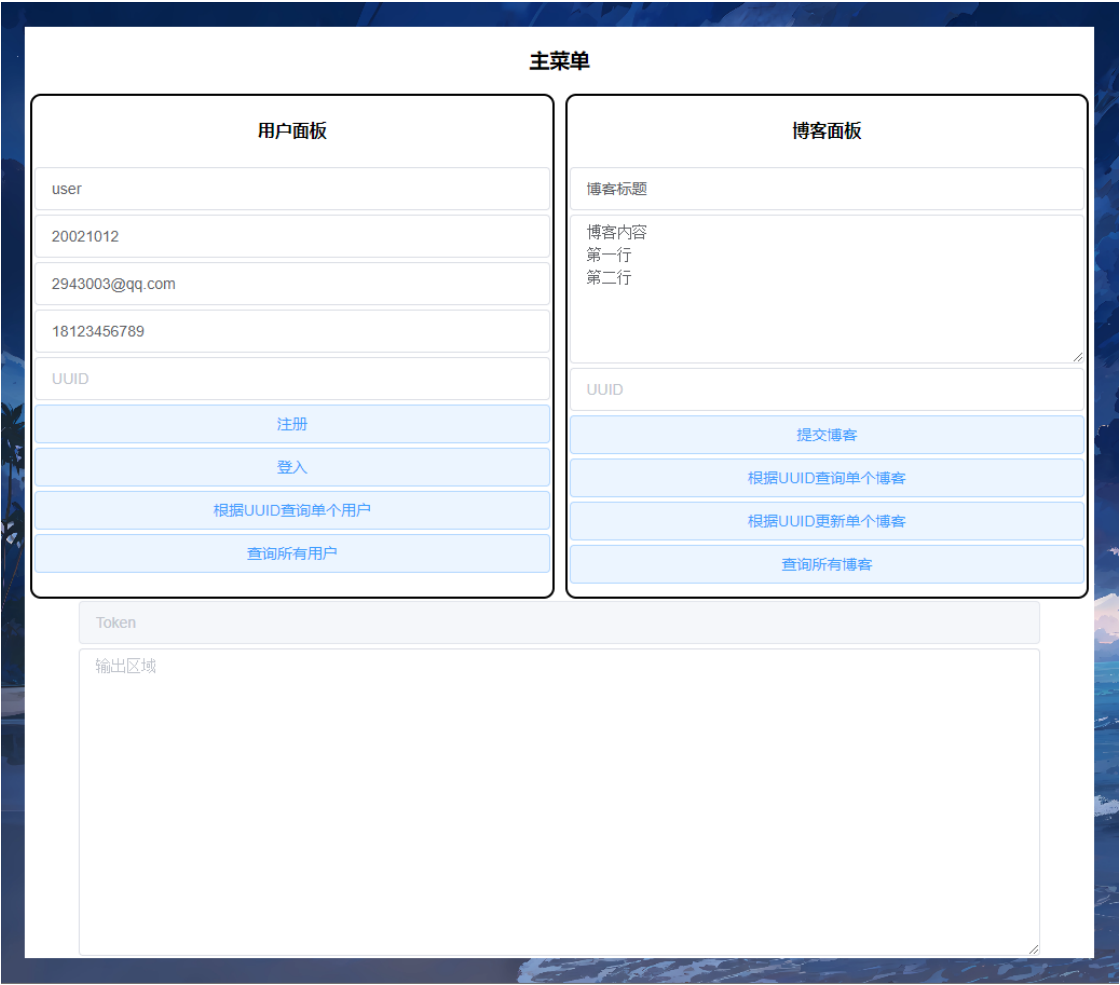 主菜单
用户面板
user
20021012
2943003@qq.com
18123456789
UUID
注册
登入
根据UUID查询单个用户
查询所有用户
博客面板
博客标题
博客内容
第一行
第二行
UUID
提交博客
根据UUID查询单个博客
根据UUID更新单个博客
查询所有博客
Token
输出区域